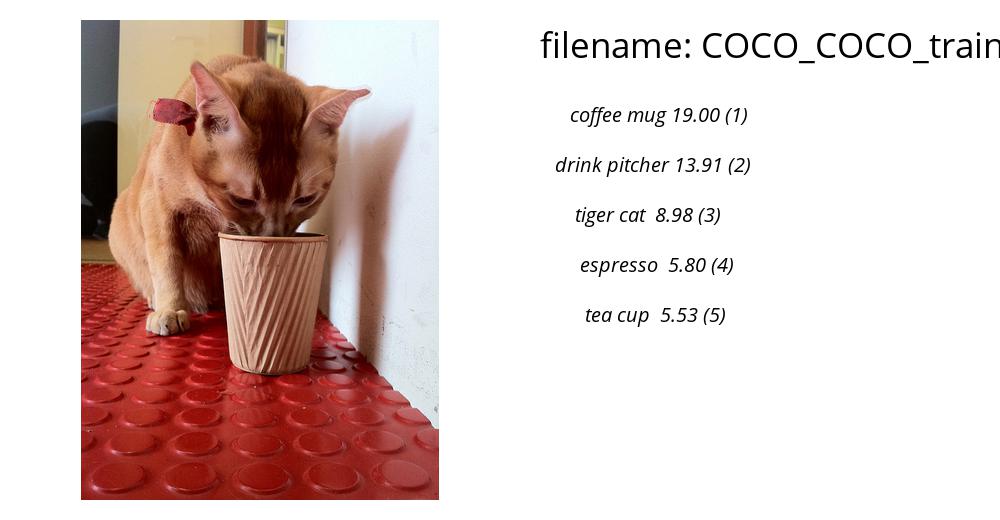 filename: COCO_COCO_train
coffee mug 19.00 (1)
drink pitcher 13.91 (2)
tiger cat 8.98 (3)
espresso 5.80 (4)
tea cup 5.53 (5)